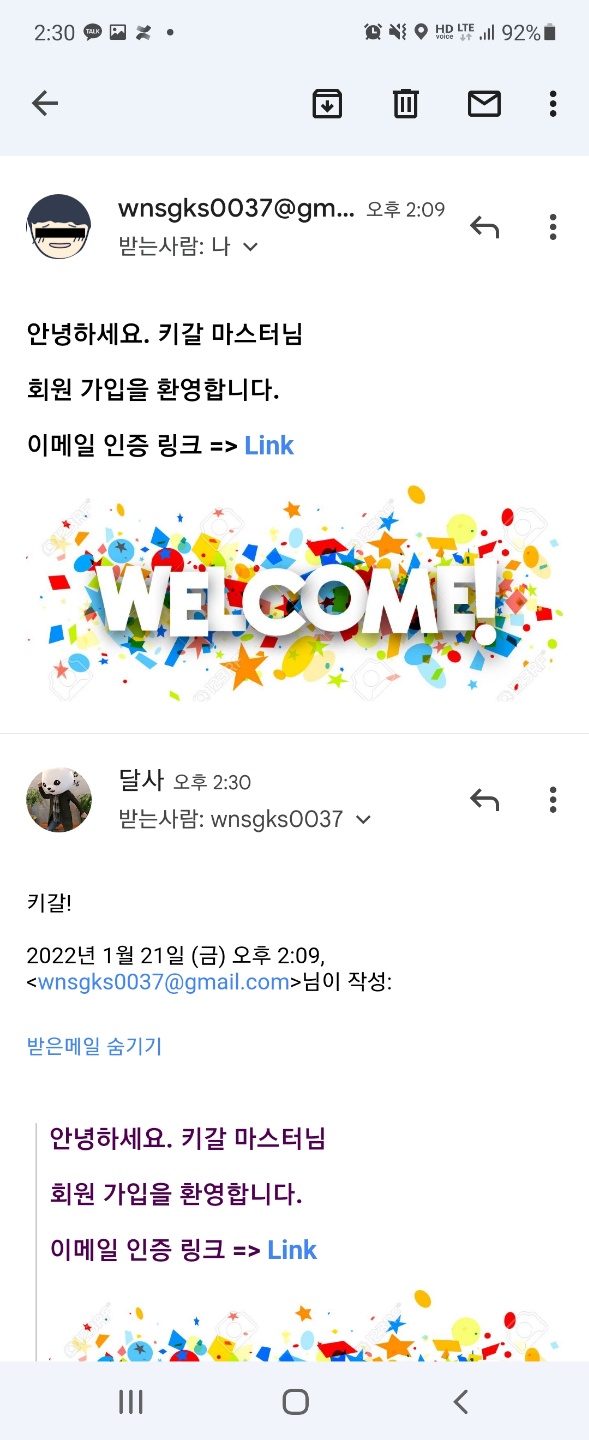 2:30 TALK HD voice LTE 92%
wnsgks0037@gm... 오후 2:09
받는사람: 나
안녕하세요. 키갈 마스터님
회원 가입을 환영합니다.
이메일 인증 링크 => Link
WELCOME!
달사 오후 2:30
받는사람: wnsgks0037
키갈!
2022년 1월 21일 (금) 오후 2:09,
<wnsgks0037@gmail.com>님이 작성:
받은메일 숨기기
안녕하세요. 키갈 마스터님
회원 가입을 환영합니다.
이메일 인증 링크 => Link